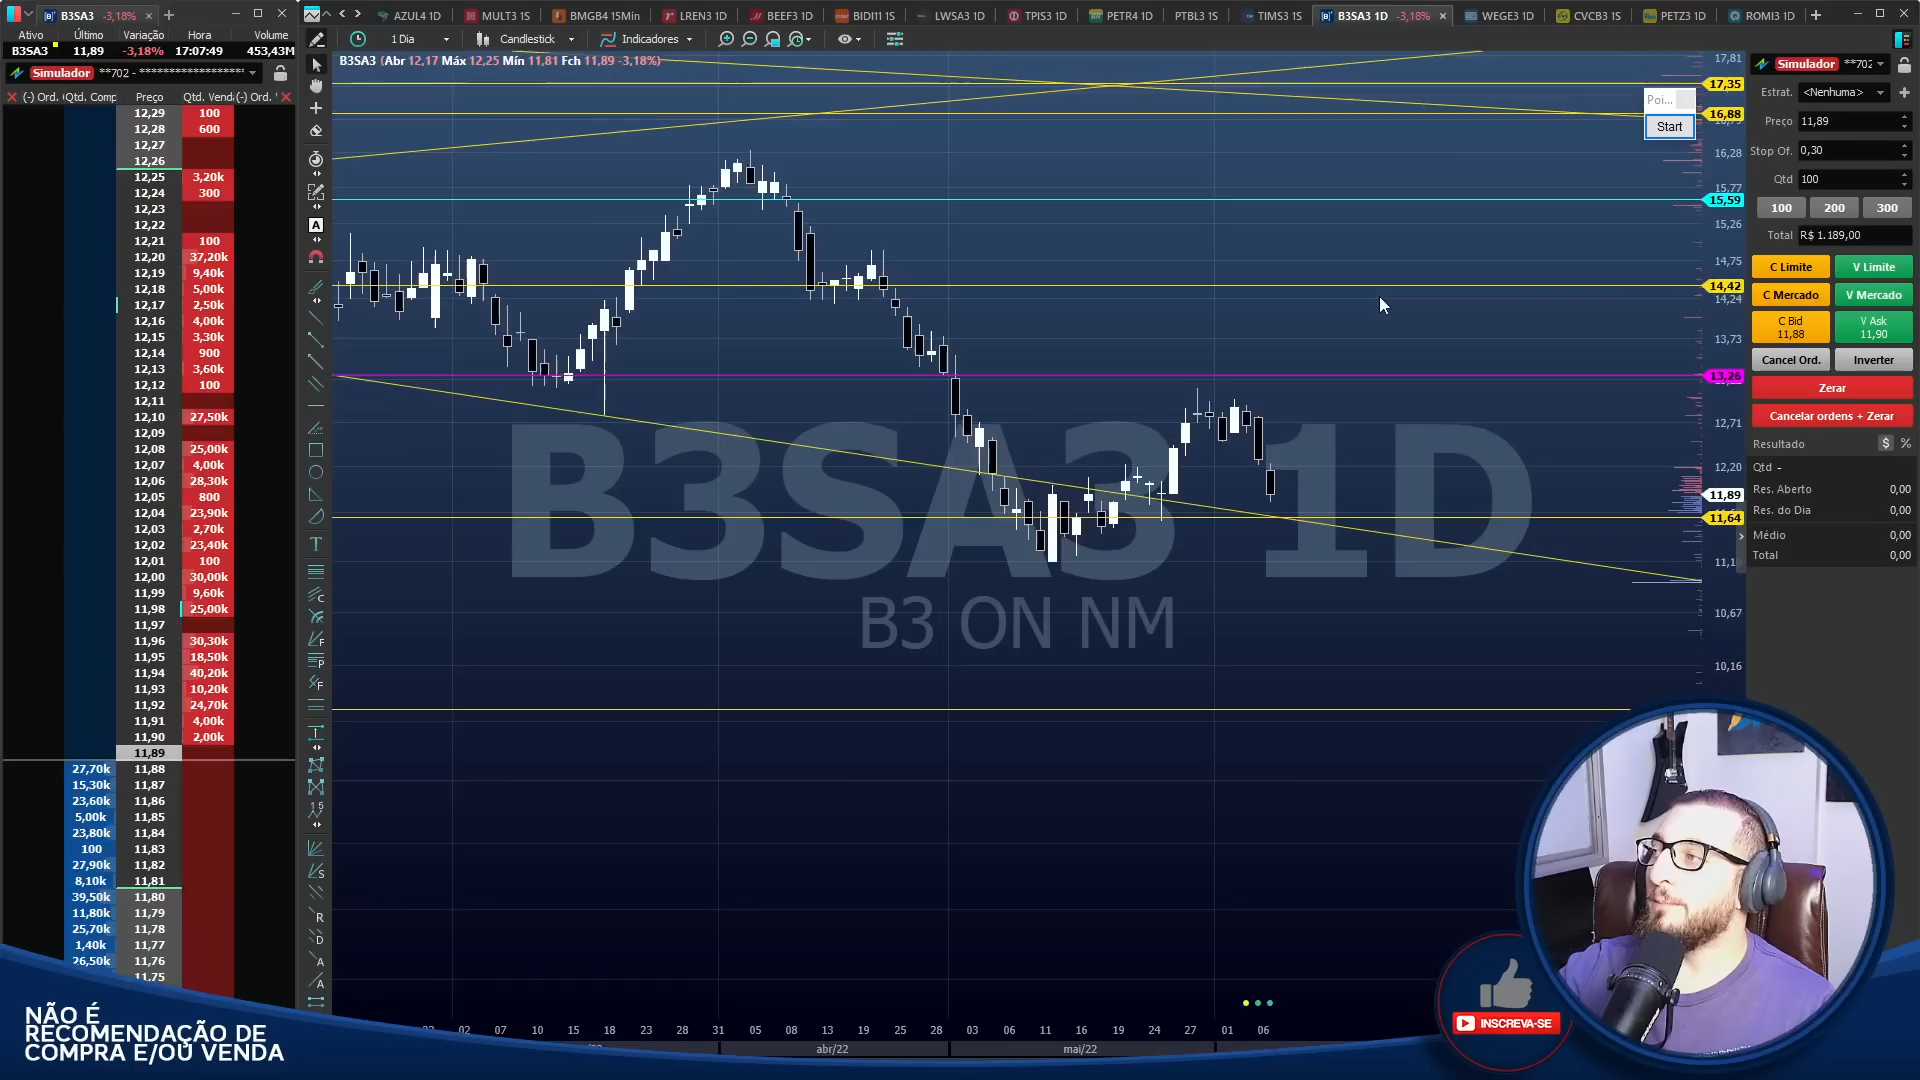 B3SA3 -3,18%
Ativo Último Variação Hora Volume
B3SA3 11,89 -3,18% 17:07:49 453,43M
Simulador **702 - ********************
(-) Ord. Qtd. Comp Preço Qtd. Vend (-) Ord.
12,29 100
12,28 600
12,27
12,26
12,25 3,20k
12,24 300
12,23
12,22
12,21 100
12,20 37,20k
12,19 9,40k
12,18 5,00k
12,17 2,50k
12,16 4,00k
12,15 3,30k
12,14 900
12,13 3,60k
12,12 100
12,11
12,10 27,50k
12,09
12,08 25,00k
12,07 4,00k
12,06 28,30k
12,05 800
12,04 23,90k
12,03 2,70k
12,02 23,40k
12,01 100
12,00 30,00k
11,99 9,60k
11,98 25,00k
11,97
11,96 30,30k
11,95 18,50k
11,94 40,20k
11,93 10,20k
11,92 24,70k
11,91 4,00k
11,90 2,00k
11,89
27,70k 11,88
15,30k 11,87
23,60k 11,86
5,00k 11,85
23,80k 11,84
100 11,83
27,90k 11,82
8,10k 11,81
39,50k 11,80
11,80k 11,79
25,70k 11,78
1,40k 11,77
26,50k 11,76
11,75
NÃO É
RECOMENDAÇÃO DE
COMPRA E/OU VENDA
AZUL4 1D MULT3 1S BMGB4 15Min LREN3 1D BEEF3 1D BIDI11 1S LWSA3 1D TPIS3 1D PETR4 1D PTBL3 1S TIMS3 1S B3SA3 1D -3,18% WEGE3 1D CVCB3 1S PETZ3 1D ROMI3 1D
1 Dia Candlestick Indicadores
B3SA3 (Abr 12,17 Máx 12,25 Mín 11,81 Fch 11,89 -3,18%)
B3SA3 1D
B3 ON NM
Poi...
Start
17,81
17,35
16,88
16,28
15,77
15,59
15,26
14,75
14,42
14,24
13,73
13,26
12,71
12,20
11,89
11,64
10,67
10,16
02 07 10 15 18 23 28 31 05 08 13 19 25 28 03 06 11 16 19 24 27 01 06
abr/22 mai/22
Simulador **702
Estrat. <Nenhuma>
Preço 11,89
Stop Of. 0,30
Qtd 100
100 200 300
Total R$ 1.189,00
C Limite V Limite
C Mercado V Mercado
C Bid V Ask
11,88 11,90
Cancel Ord. Inverter
Zerar
Cancelar ordens + Zerar
Resultado $ %
Qtd -
Res. Aberto 0,00
Res. do Dia 0,00
Médio 0,00
Total 0,00
INSCREVA-SE